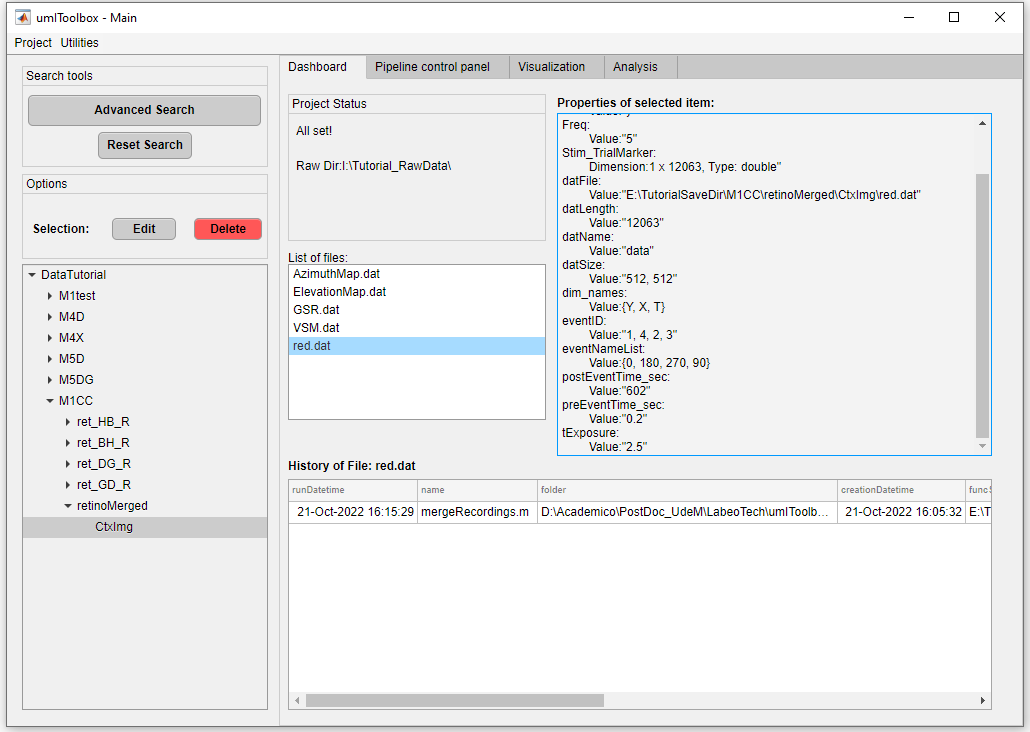 umIToolbox - Main
Project Utilities
Search tools
Advanced Search
Reset Search
Options
Selection: Edit Delete
DataTutorial
M1test
M4D
M4X
M5D
M5DG
M1CC
ret_HB_R
ret_BH_R
ret_DG_R
ret_GD_R
retinoMerged
CtxImg
Dashboard Pipeline control panel Visualization Analysis
Project Status
All set!
Raw Dir:I:\Tutorial_RawData\
List of files:
AzimuthMap.dat
ElevationMap.dat
GSR.dat
VSM.dat
red.dat
Properties of selected item:
Freq:
Value:"5"
Stim_TrialMarker:
Dimension:1 x 12063, Type: double"
datFile:
Value:"E:\TutorialSaveDir\M1CC\retinoMerged\CtxImg\red.dat"
datLength:
Value:"12063"
datName:
Value:"data"
datSize:
Value:"512, 512"
dim_names:
Value:{Y, X, T}
eventID:
Value:"1, 4, 2, 3"
eventNameList:
Value:{0, 180, 270, 90}
postEventTime_sec:
Value:"602"
preEventTime_sec:
Value:"0.2"
tExposure:
Value:"2.5"
History of File: red.dat
runDatetime name folder creationDatetime
21-Oct-2022 16:15:29 mergeRecordings.m D:\Academico\PostDoc_UdeM\LabeoTech\umIToolb... 21-Oct-2022 16:05:32 E:\T